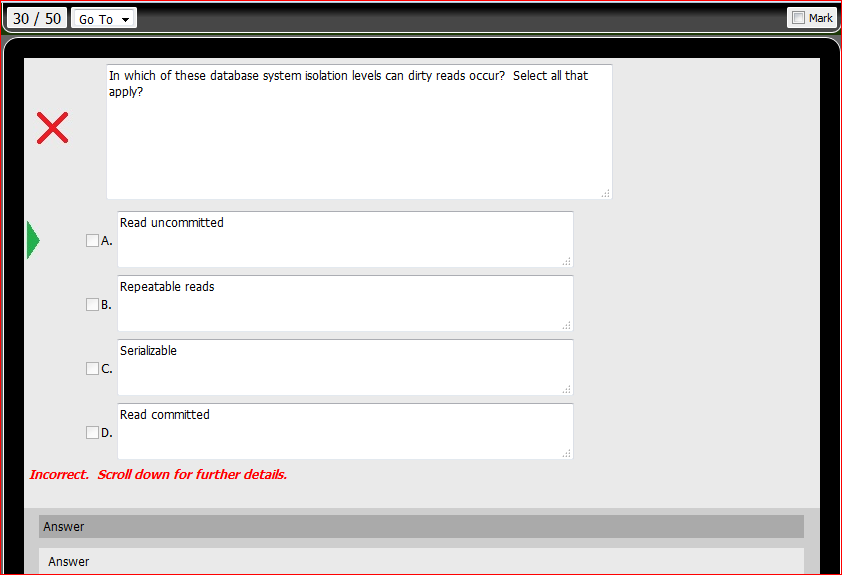 30 / 50 Go To Mark
In which of these database system isolation levels can dirty reads occur?  Select all that
apply?
A. Read uncommitted
B. Repeatable reads
C. Serializable
D. Read committed
Incorrect.  Scroll down for further details.
Answer
Answer